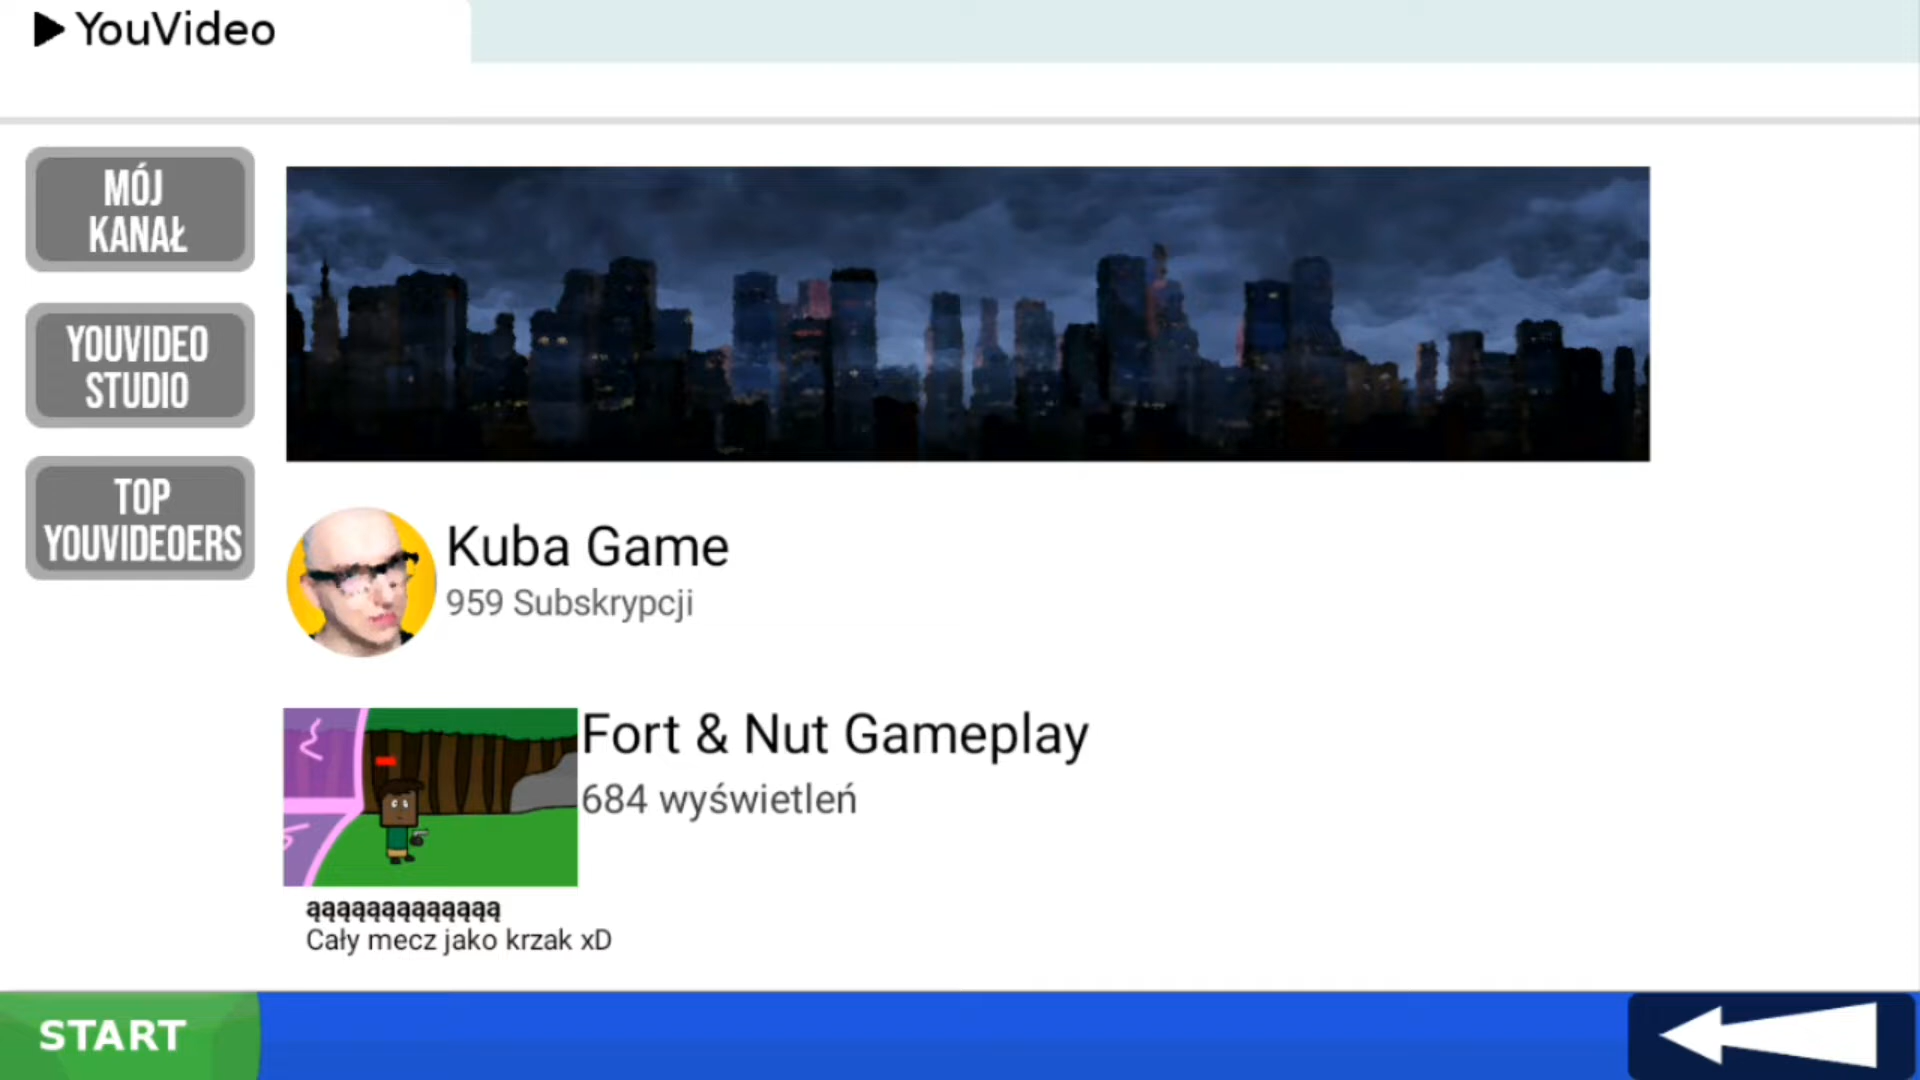 YouVideo
MÓJ
KANAŁ
YOUVIDEO
STUDIO
TOP
YOUVIDEOERS
Kuba Game
959 Subskrypcji
Fort & Nut Gameplay
684 wyświetleń
ąąąąąąąąąąąąą
Cały mecz jako krzak xD
START